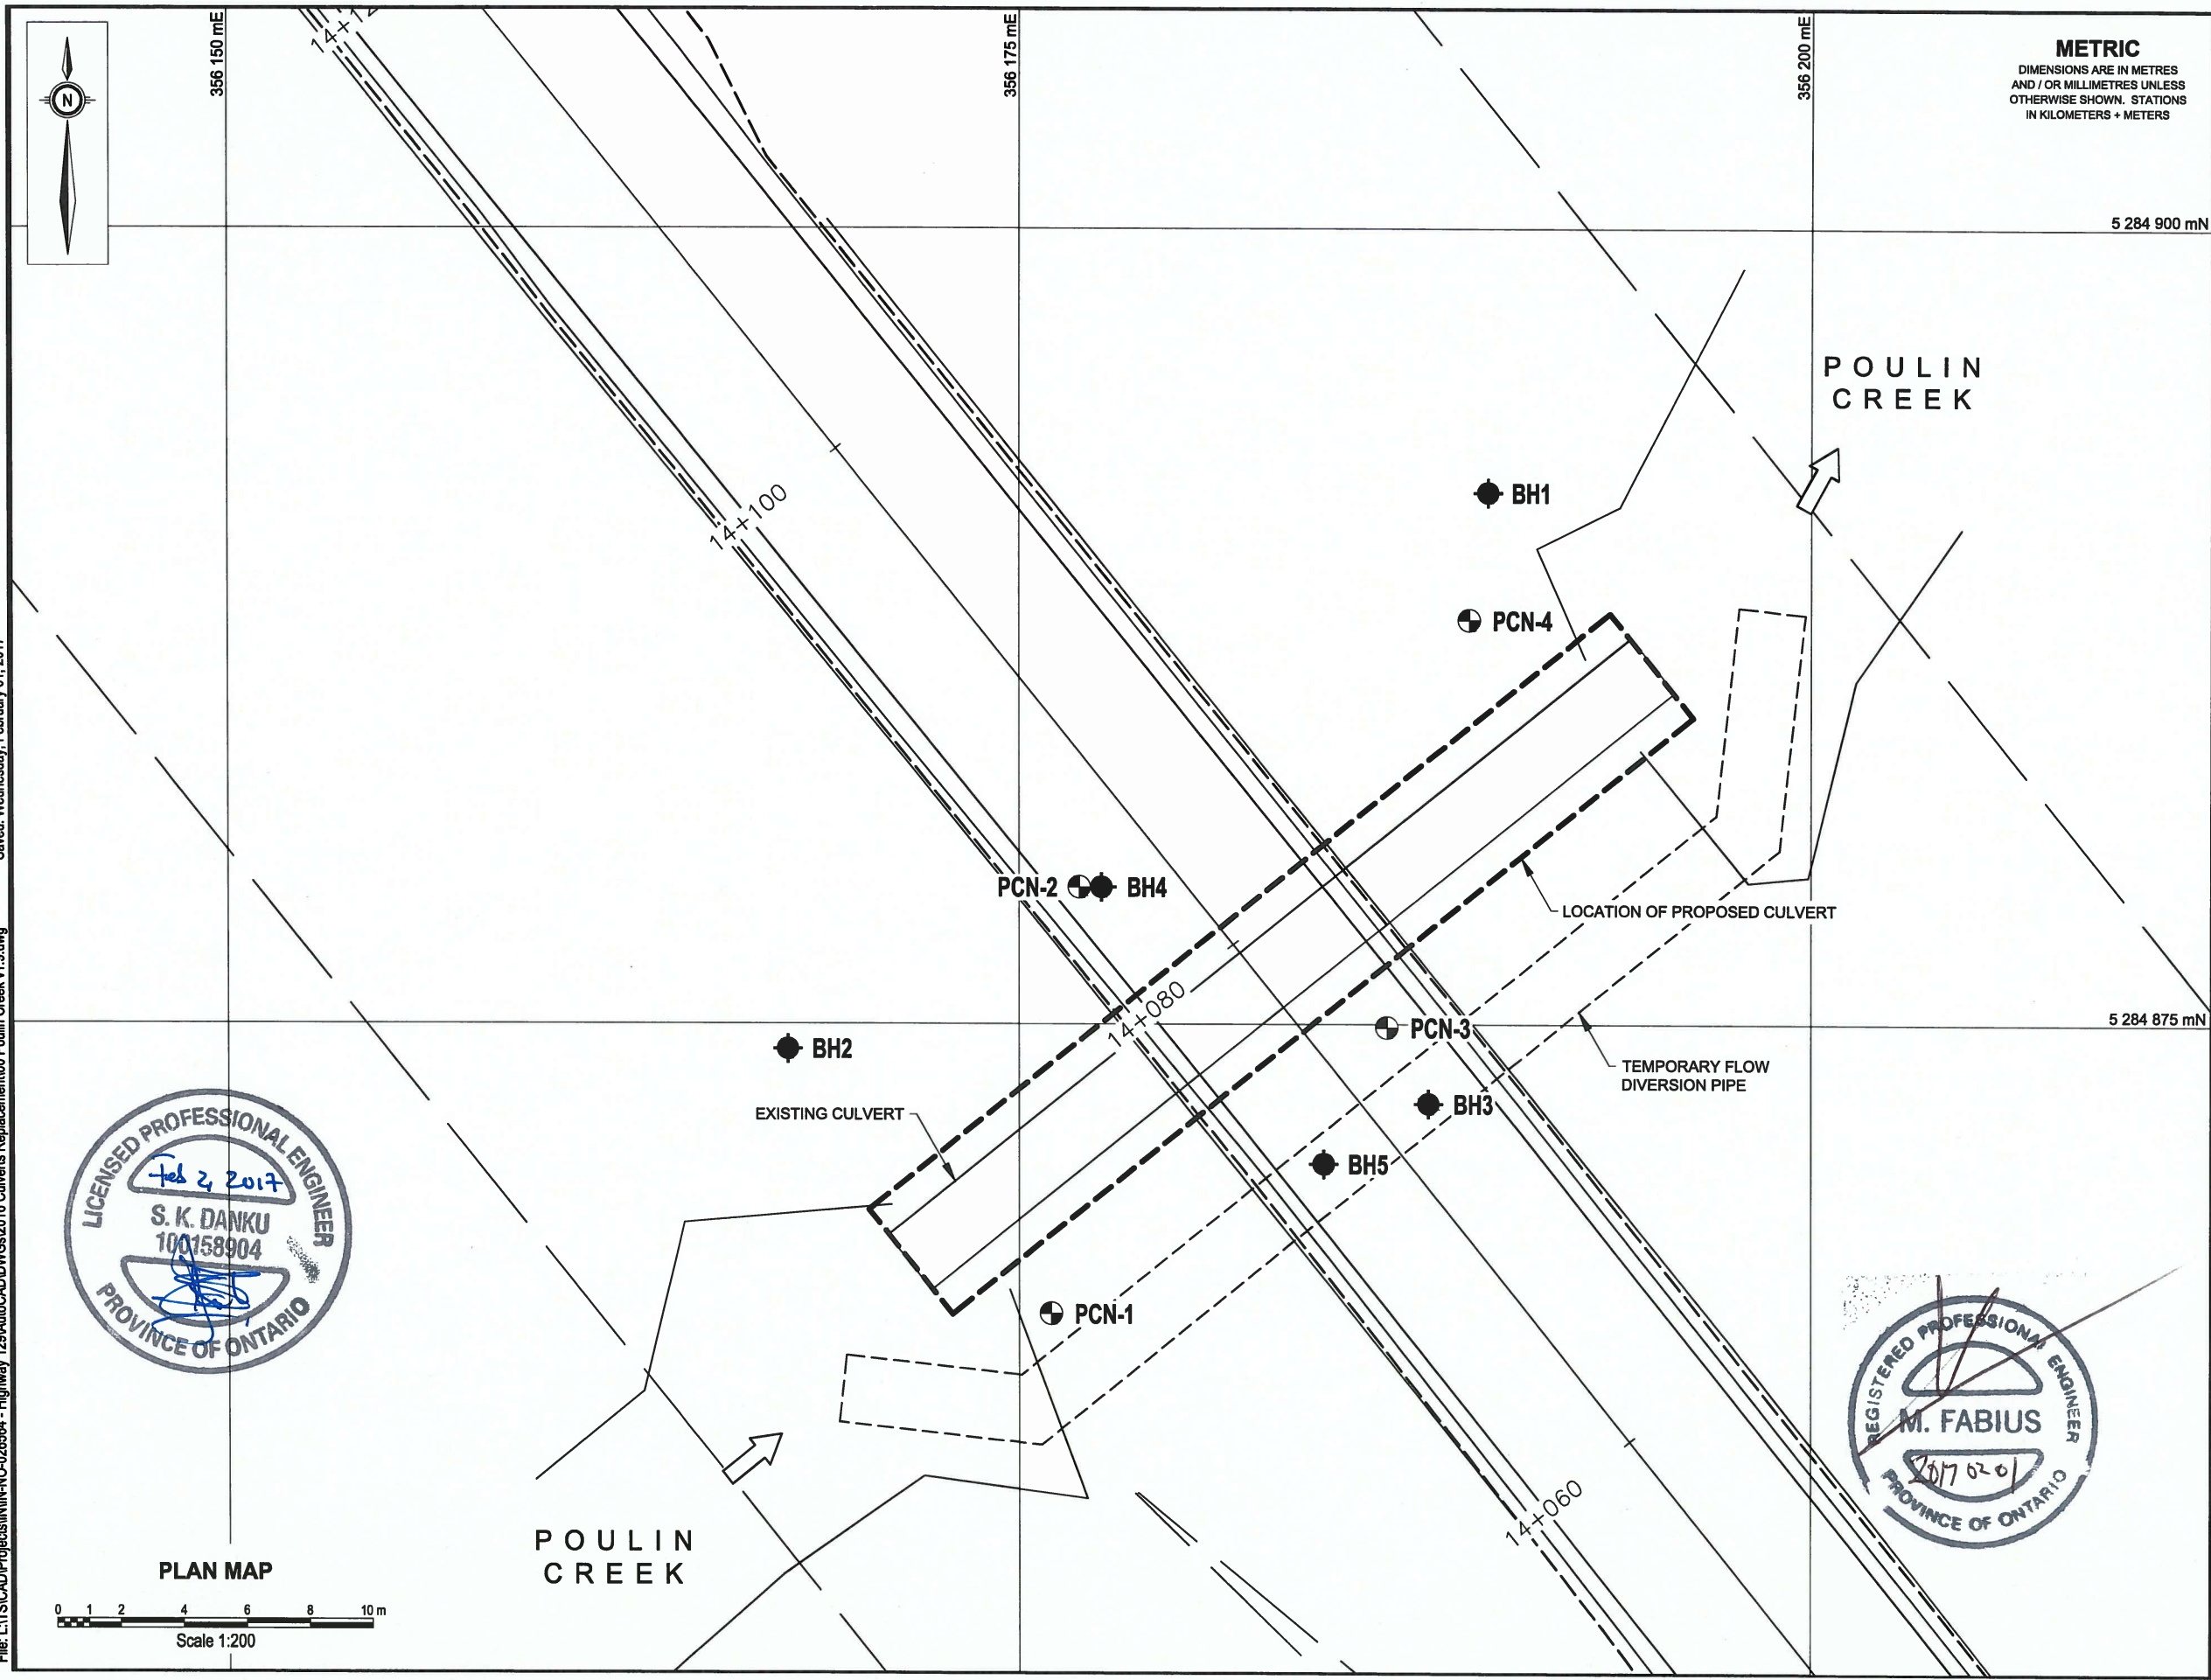 356 150 mE
356 175 mE
356 200 mE
METRIC
DIMENSIONS ARE IN METRES
AND / OR MILLIMETRES UNLESS
OTHERWISE SHOWN. STATIONS
IN KILOMETERS + METERS
N
5 284 900 mN
POULIN
CREEK
14+100
BH1
PCN-4
PCN-2
BH4
LOCATION OF PROPOSED CULVERT
14+080
5 284 875 mN
PCN-3
BH2
TEMPORARY FLOW
DIVERSION PIPE
EXISTING CULVERT
BH3
BH5
PCN-1
LICENSED PROFESSIONAL ENGINEER
Feb 2, 2017
S. K. DANKU
100158904
PROVINCE OF ONTARIO
REGISTERED PROFESSIONAL ENGINEER
M. FABIUS
2017 02 01
PROVINCE OF ONTARIO
14+060
POULIN
CREEK
PLAN MAP
0 1 2 4 6 8 10 m
Scale 1:200